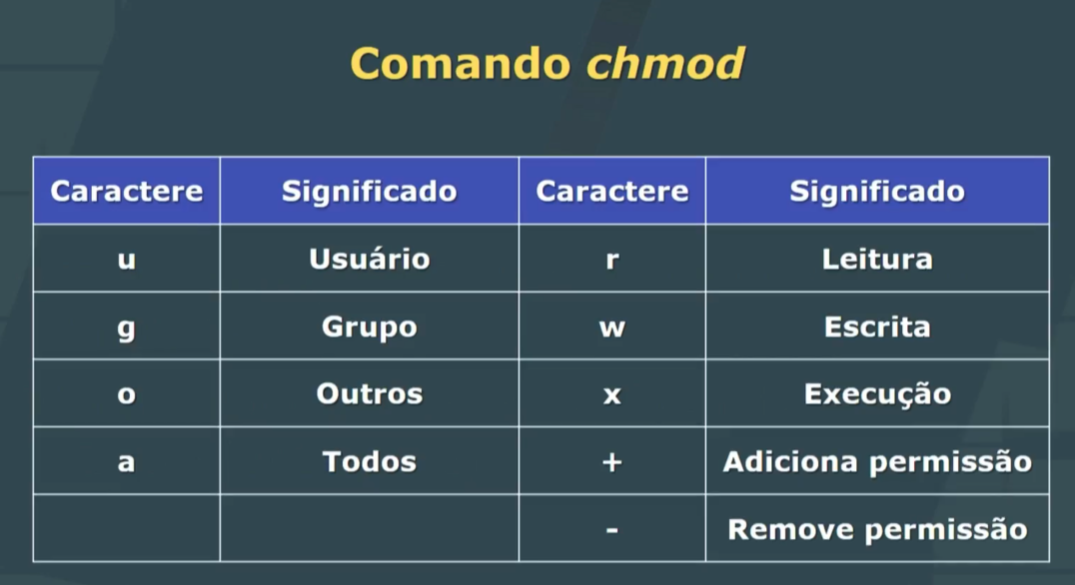 Comando chmod
Caractere Significado Caractere Significado
u Usuário r Leitura
g Grupo w Escrita
o Outros x Execução
a Todos + Adiciona permissão
- Remove permissão